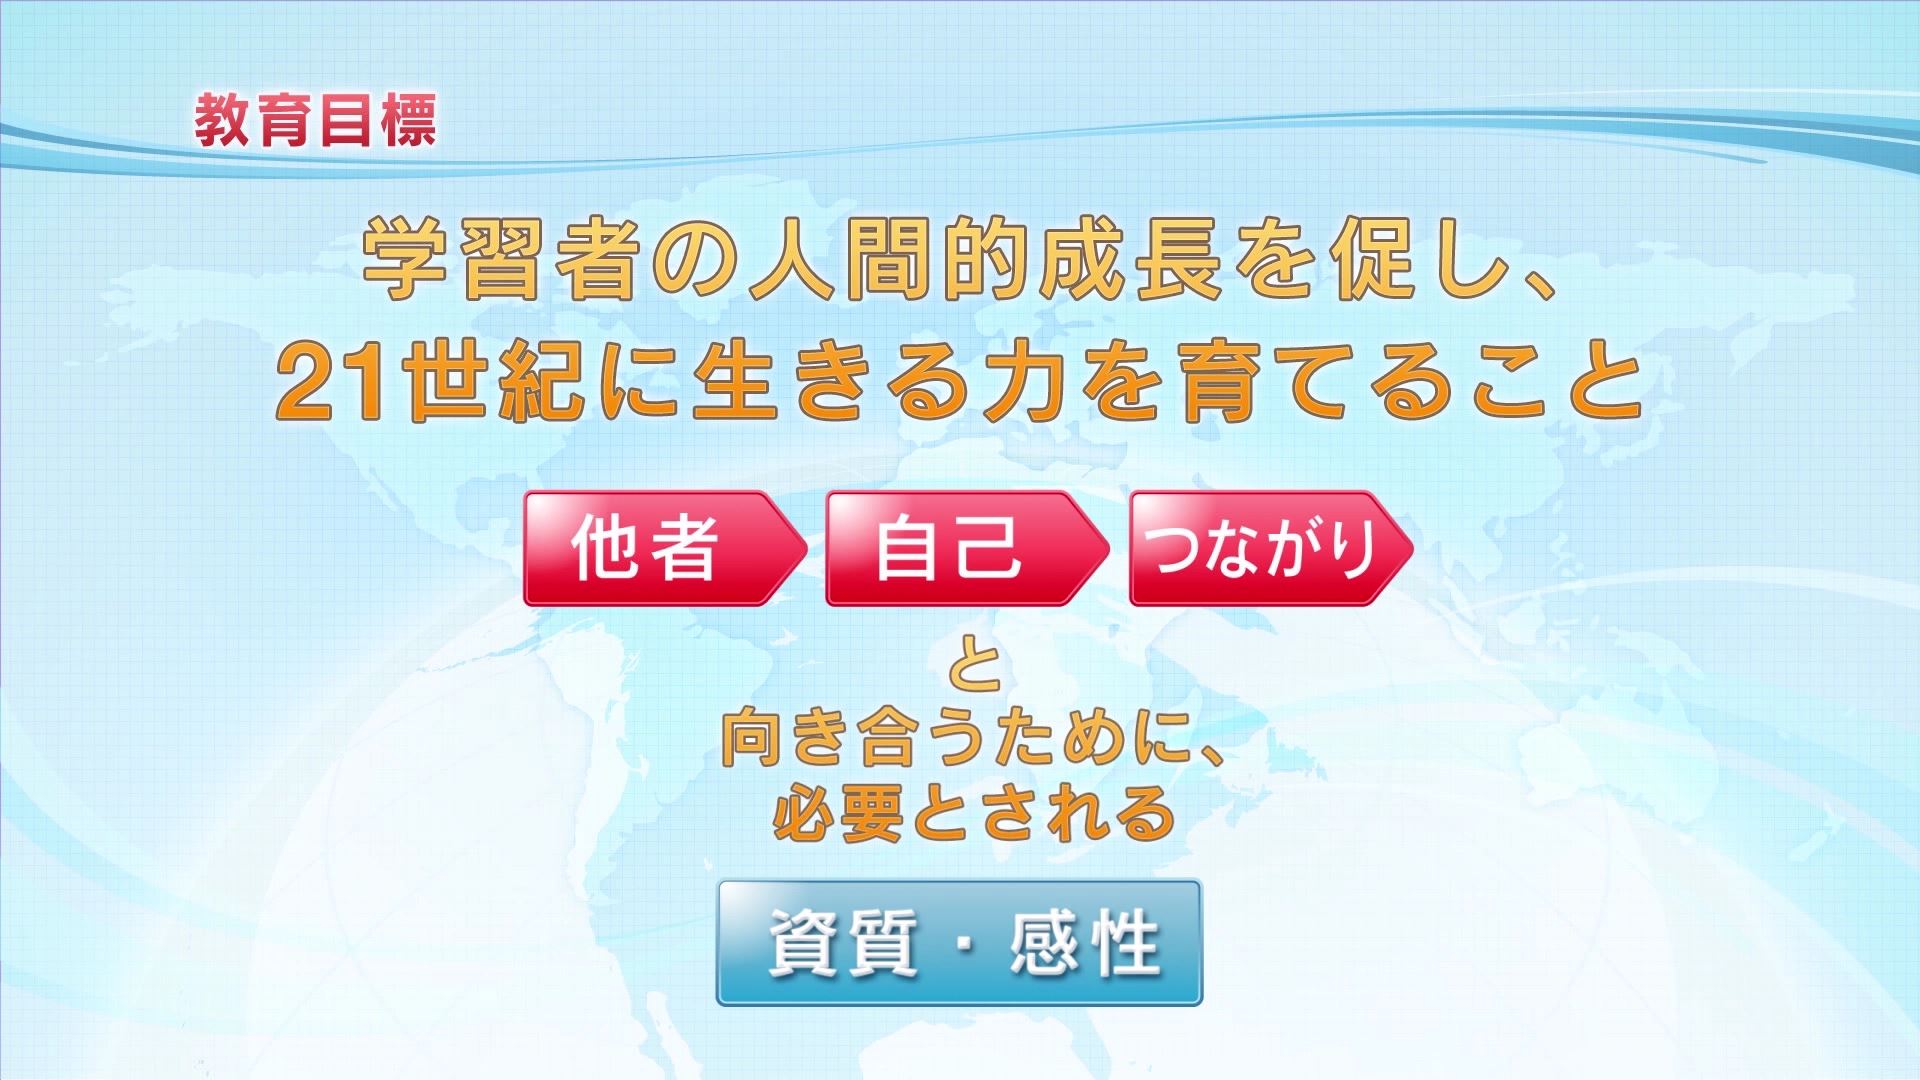 教育目標
学習者の人間的成長を促し、
21世紀に生きる力を育てること
他者 自己 つながり
と
向き合うために、
必要とされる
資質・感性